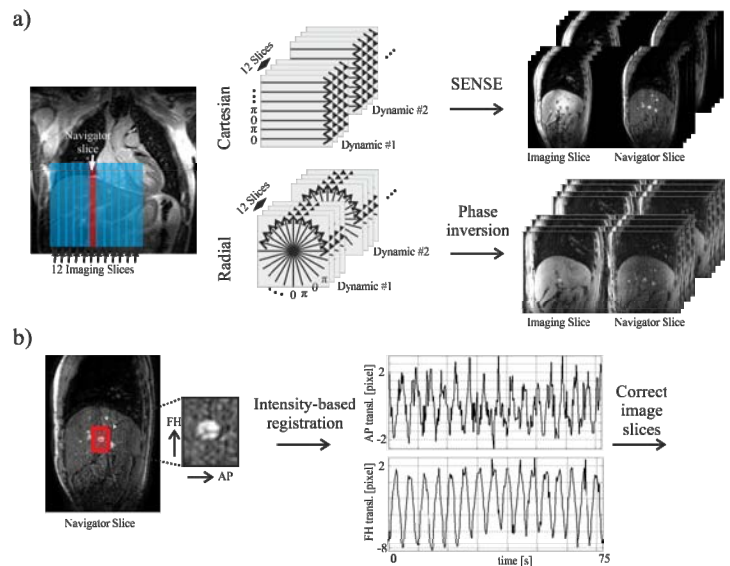 a)
Navigator
slice
12 Imaging Slices
Cartesian
12 Slices
π
0
π
0
Dynamic #2
Dynamic #1
SENSE
Imaging Slice
Navigator Slice
Radial
12 Slices
0 π 0 π
Dynamic #2
Dynamic #1
Phase
inversion
Imaging Slice
Navigator Slice
b)
Navigator Slice
FH
AP
Intensity-based
registration
AP transl. [pixel]
2
-2
FH transl. [pixel]
2
-8
0
time [s]
75
Correct
image
slices